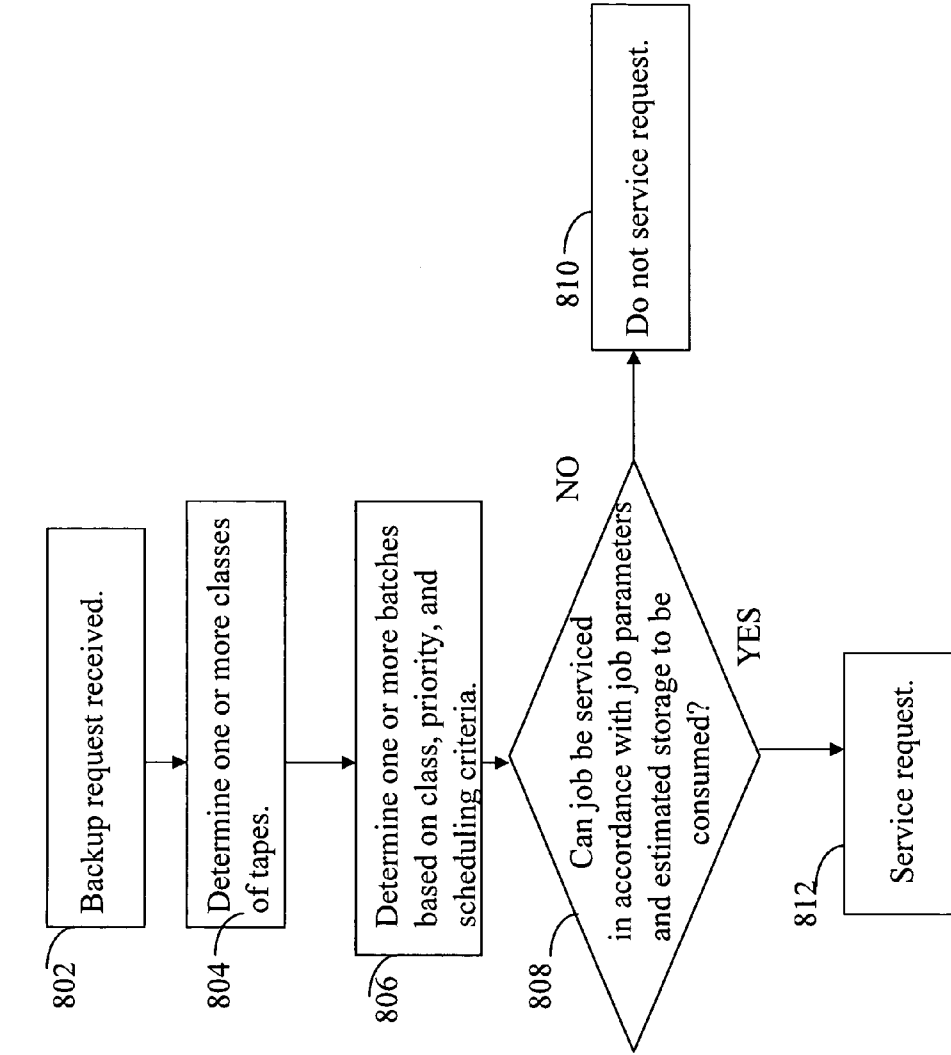 802
Backup request received.
804
Determine one or more classes
of tapes.
806
Determine one or more batches
based on class, priority, and
scheduling criteria.
808
Can job be serviced
in accordance with job parameters
and estimated storage to be
consumed?
NO
810
Do not service request.
YES
812
Service request.